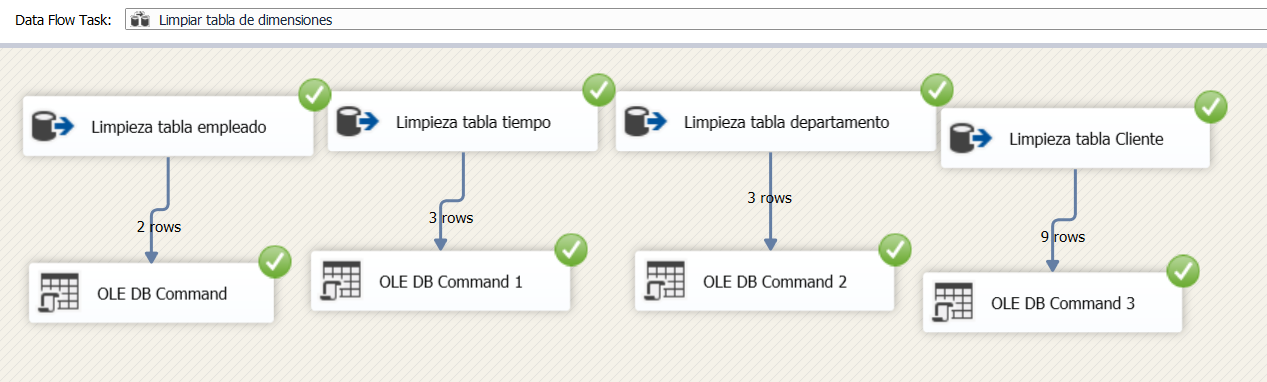 Data Flow Task: Limpiar tabla de dimensiones
Limpieza tabla empleado
Limpieza tabla tiempo
Limpieza tabla departamento
Limpieza tabla Cliente
2 rows
3 rows
3 rows
9 rows
OLE DB Command
OLE DB Command 1
OLE DB Command 2
OLE DB Command 3